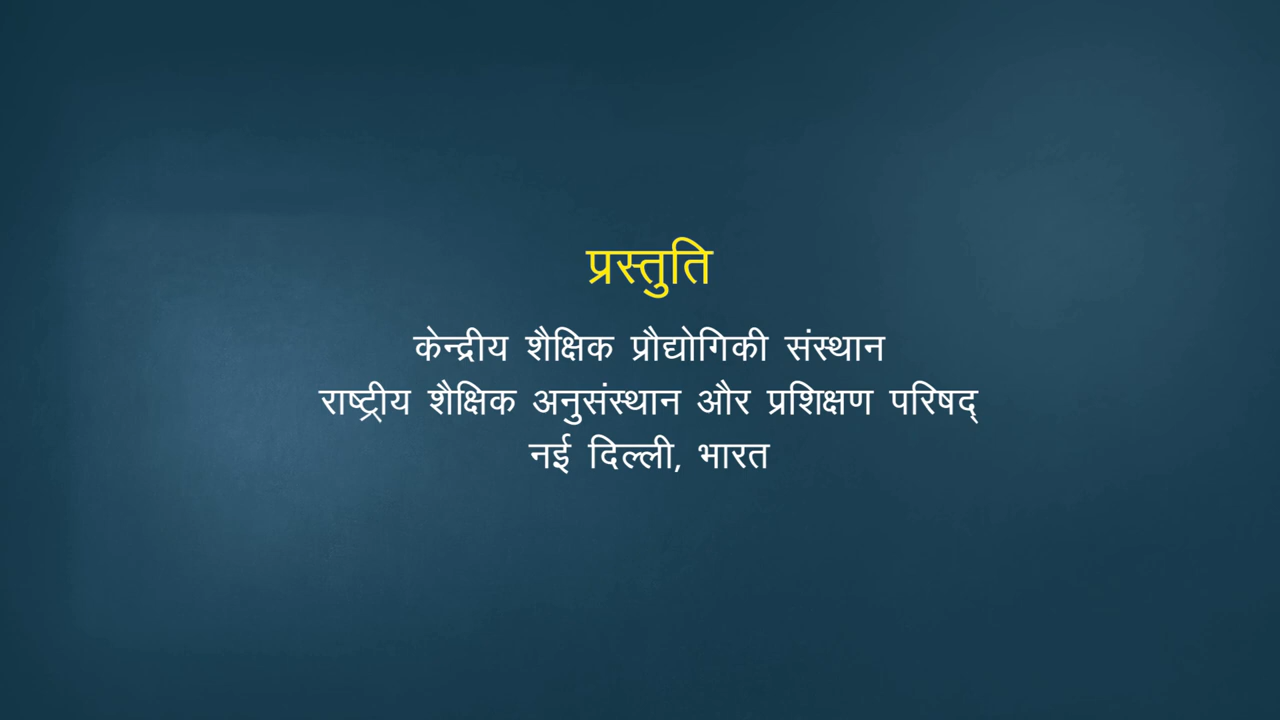 प्रस्तुति
केन्द्रीय शैक्षिक प्रौद्योगिकी संस्थान
राष्ट्रीय शैक्षिक अनुसंस्थान और प्रशिक्षण परिषद्
नई दिल्ली, भारत